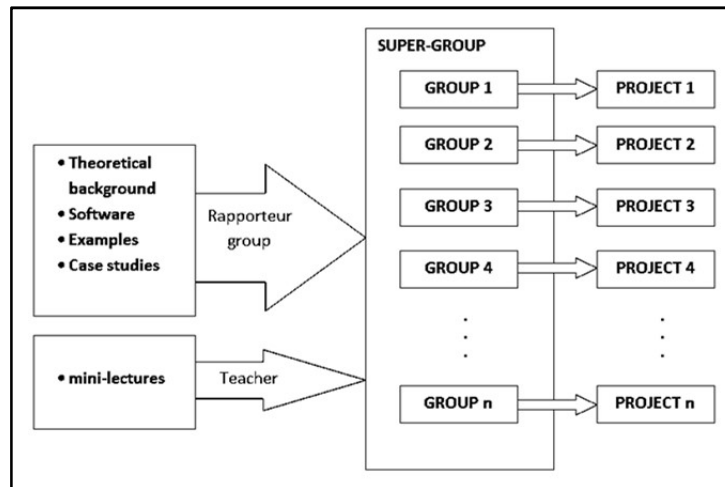 SUPER-GROUP
GROUP 1
PROJECT 1
GROUP 2
PROJECT 2
GROUP 3
PROJECT 3
GROUP 4
PROJECT 4
GROUP n
PROJECT n
• Theoretical
background
• Software
• Examples
• Case studies
Rapporteur
group
• mini-lectures
Teacher